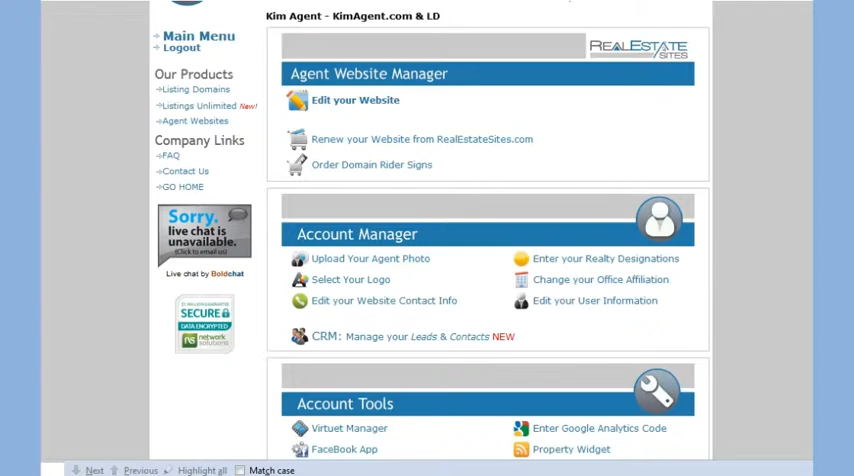 Kim Agent - KimAgent.com & LD
Main Menu
Logout
Our Products
Listing Domains
Listings Unlimited New!
Agent Websites
Company Links
FAQ
Contact Us
GO HOME
Sorry.
live chat is
unavailable.
(Click to email us)
Live chat by Boldchat
SECURE
DATA ENCRYPTED
network
solutions
REALESTATE
SITES
Agent Website Manager
Edit your Website
Renew your Website from RealEstateSites.com
Order Domain Rider Signs
Account Manager
Upload Your Agent Photo
Enter your Realty Designations
Select Your Logo
Change your Office Affiliation
Edit your Website Contact Info
Edit your User Information
CRM: Manage your Leads & Contacts NEW
Account Tools
Virtuet Manager
Enter Google Analytics Code
FaceBook App
Property Widget
Next Previous Highlight all Match case